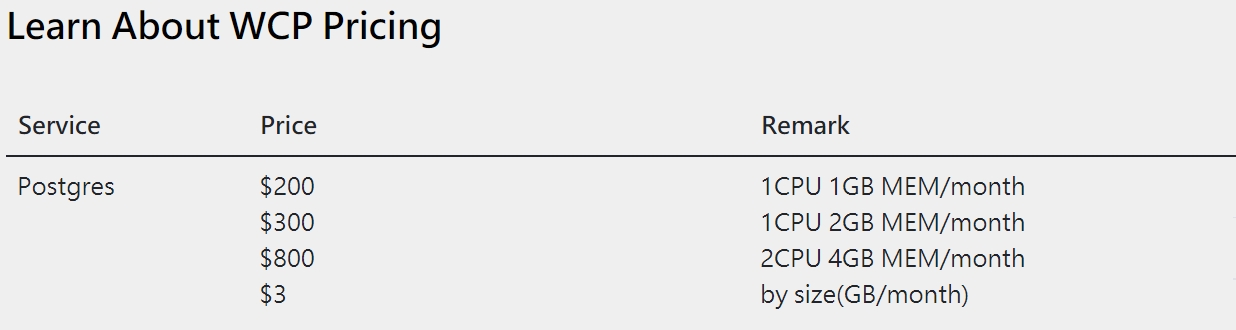 Learn About WCP Pricing
Service Price Remark
Postgres $200 1CPU 1GB MEM/month
$300 1CPU 2GB MEM/month
$800 2CPU 4GB MEM/month
$3 by size(GB/month)